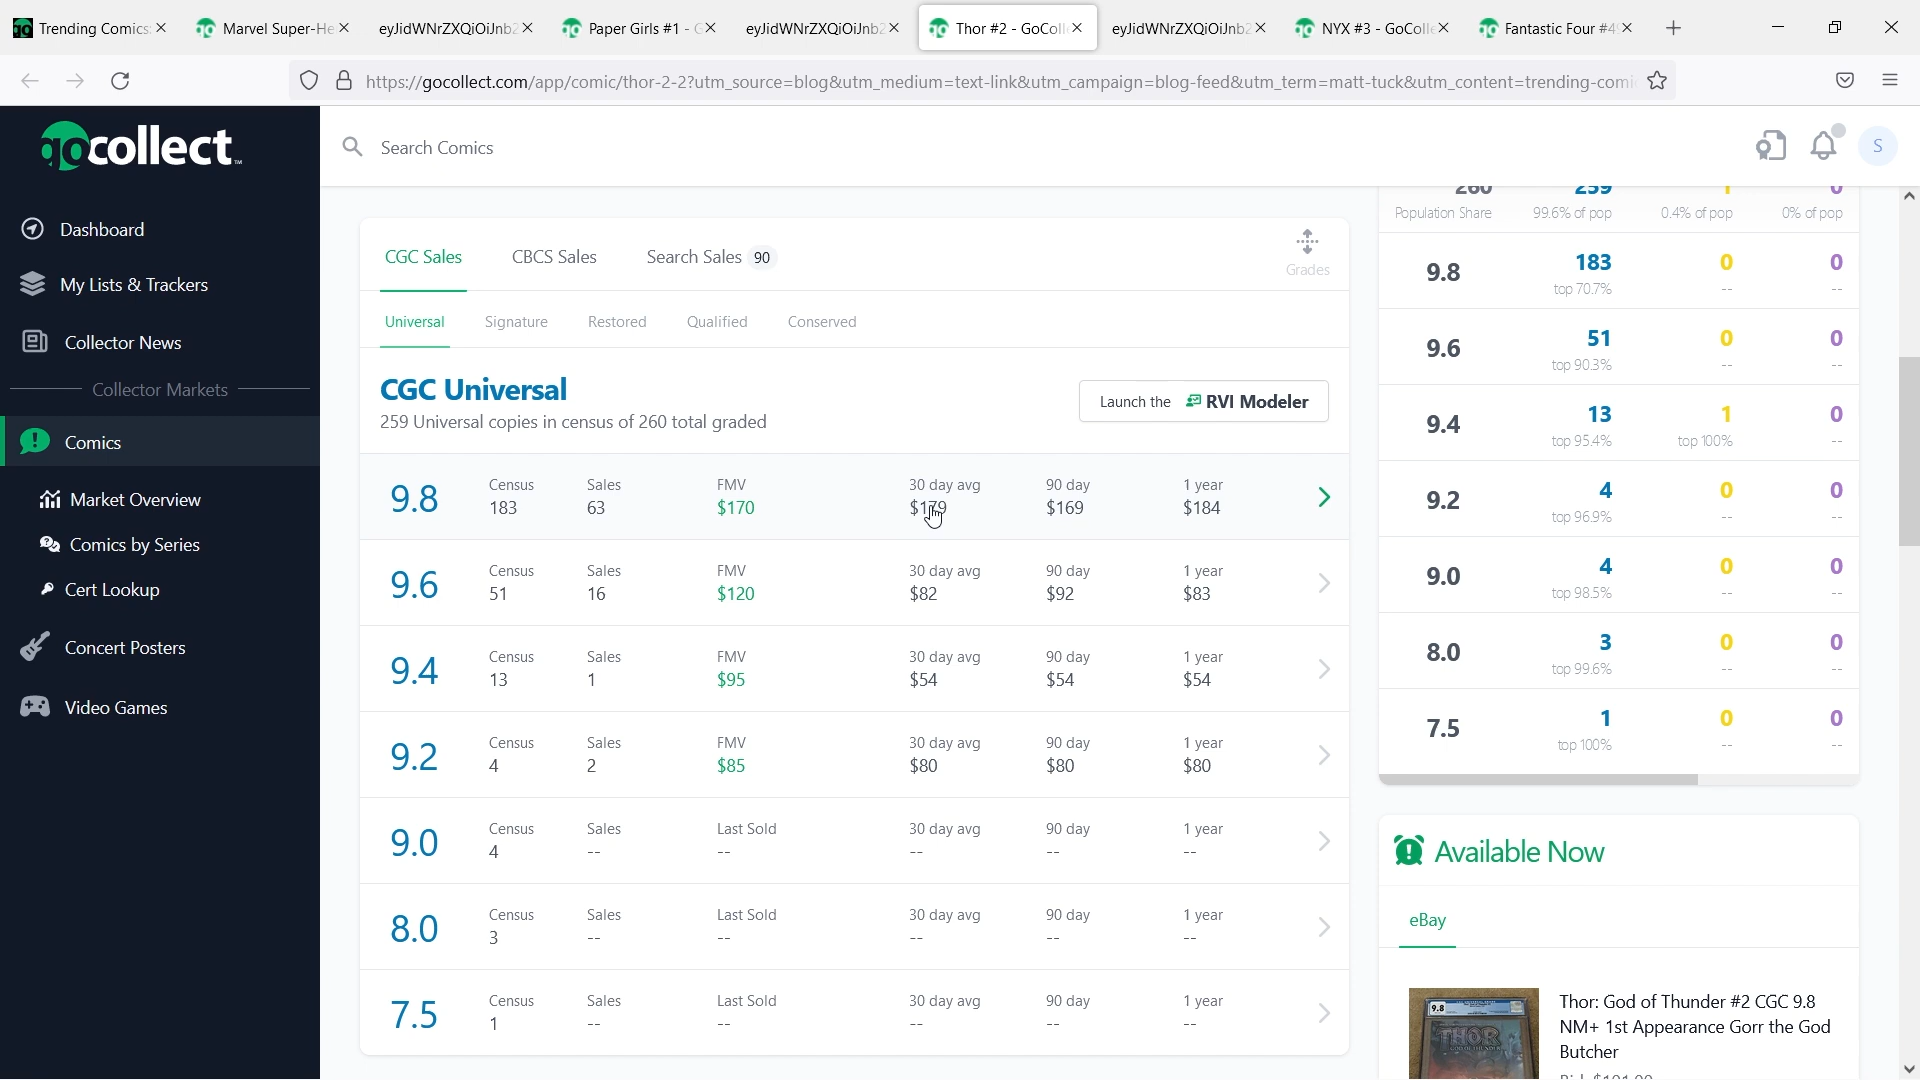 Trending Comics:
Marvel Super-He
eyJidWNrZXQiOiJnb2
Paper Girls #1 - G
eyJidWNrZXQiOiJnb2
Thor #2 - GoColl
eyJidWNrZXQiOiJnb2
NYX #3 - GoColle
Fantastic Four #49
https://gocollect.com/app/comic/thor-2-2?utm_source=blog&utm_medium=text-link&utm_campaign=blog-feed&utm_term=matt-tuck&utm_content=trending-comi
gocollect™
Search Comics
S
Dashboard
My Lists & Trackers
Collector News
Collector Markets
Comics
Market Overview
Comics by Series
Cert Lookup
Concert Posters
Video Games
CGC Sales CBCS Sales Search Sales 90
Grades
Universal Signature Restored Qualified Conserved
CGC Universal
259 Universal copies in census of 260 total graded
Launch the RVI Modeler
9.8
Census Sales FMV 30 day avg 90 day 1 year
183 63 $170 $179 $169 $184
9.6
Census Sales FMV 30 day avg 90 day 1 year
51 16 $120 $82 $92 $83
9.4
Census Sales FMV 30 day avg 90 day 1 year
13 1 $95 $54 $54 $54
9.2
Census Sales FMV 30 day avg 90 day 1 year
4 2 $85 $80 $80 $80
9.0
Census Sales Last Sold 30 day avg 90 day 1 year
4 -- -- -- -- --
8.0
Census Sales Last Sold 30 day avg 90 day 1 year
3 -- -- -- -- --
7.5
Census Sales Last Sold 30 day avg 90 day 1 year
1 -- -- -- -- --
260 259 1 0
Population Share 99.6% of pop 0.4% of pop 0% of pop
9.8 183 0 0
top 70.7% -- --
9.6 51 0 0
top 90.3% -- --
9.4 13 1 0
top 95.4% top 100% --
9.2 4 0 0
top 96.9% -- --
9.0 4 0 0
top 98.5% -- --
8.0 3 0 0
top 99.6% -- --
7.5 1 0 0
top 100% -- --
Available Now
eBay
9.8
THOR
Thor: God of Thunder #2 CGC 9.8
NM+ 1st Appearance Gorr the God
Butcher